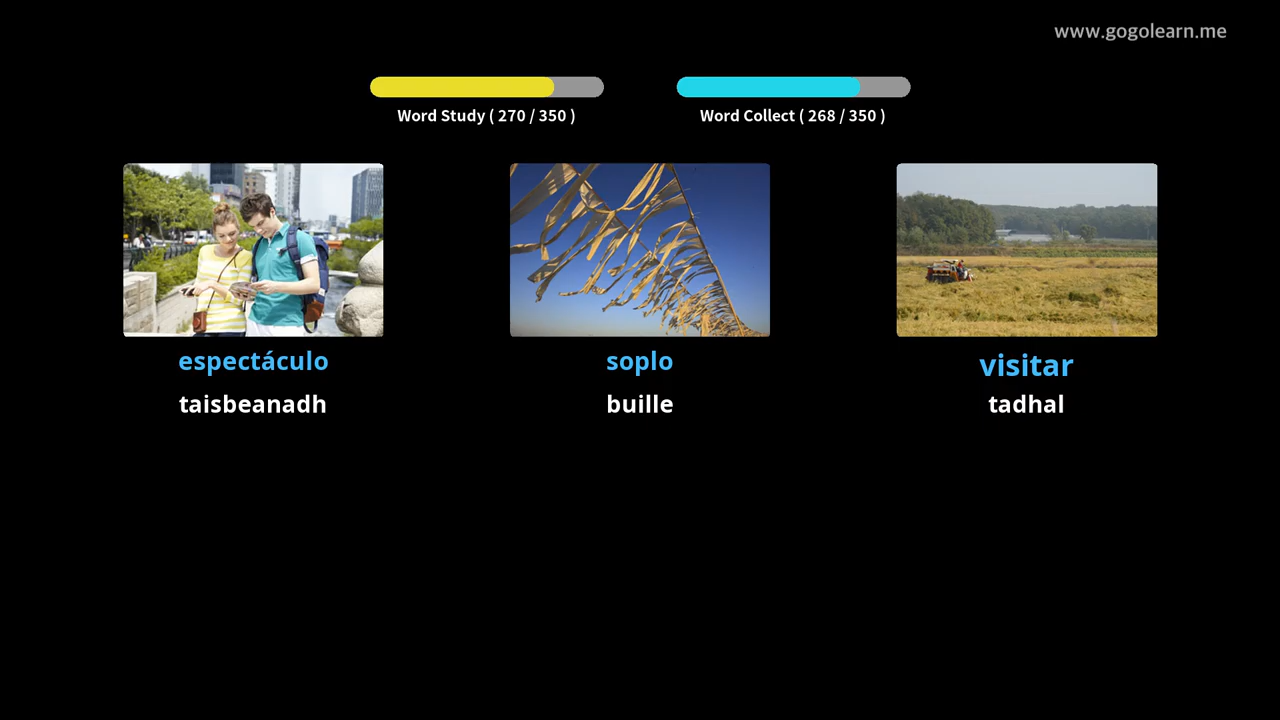 www.gogolearn.me
Word Study ( 270 / 350 )
Word Collect ( 268 / 350 )
espectáculo
taisbeanadh
soplo
buille
visitar
tadhal